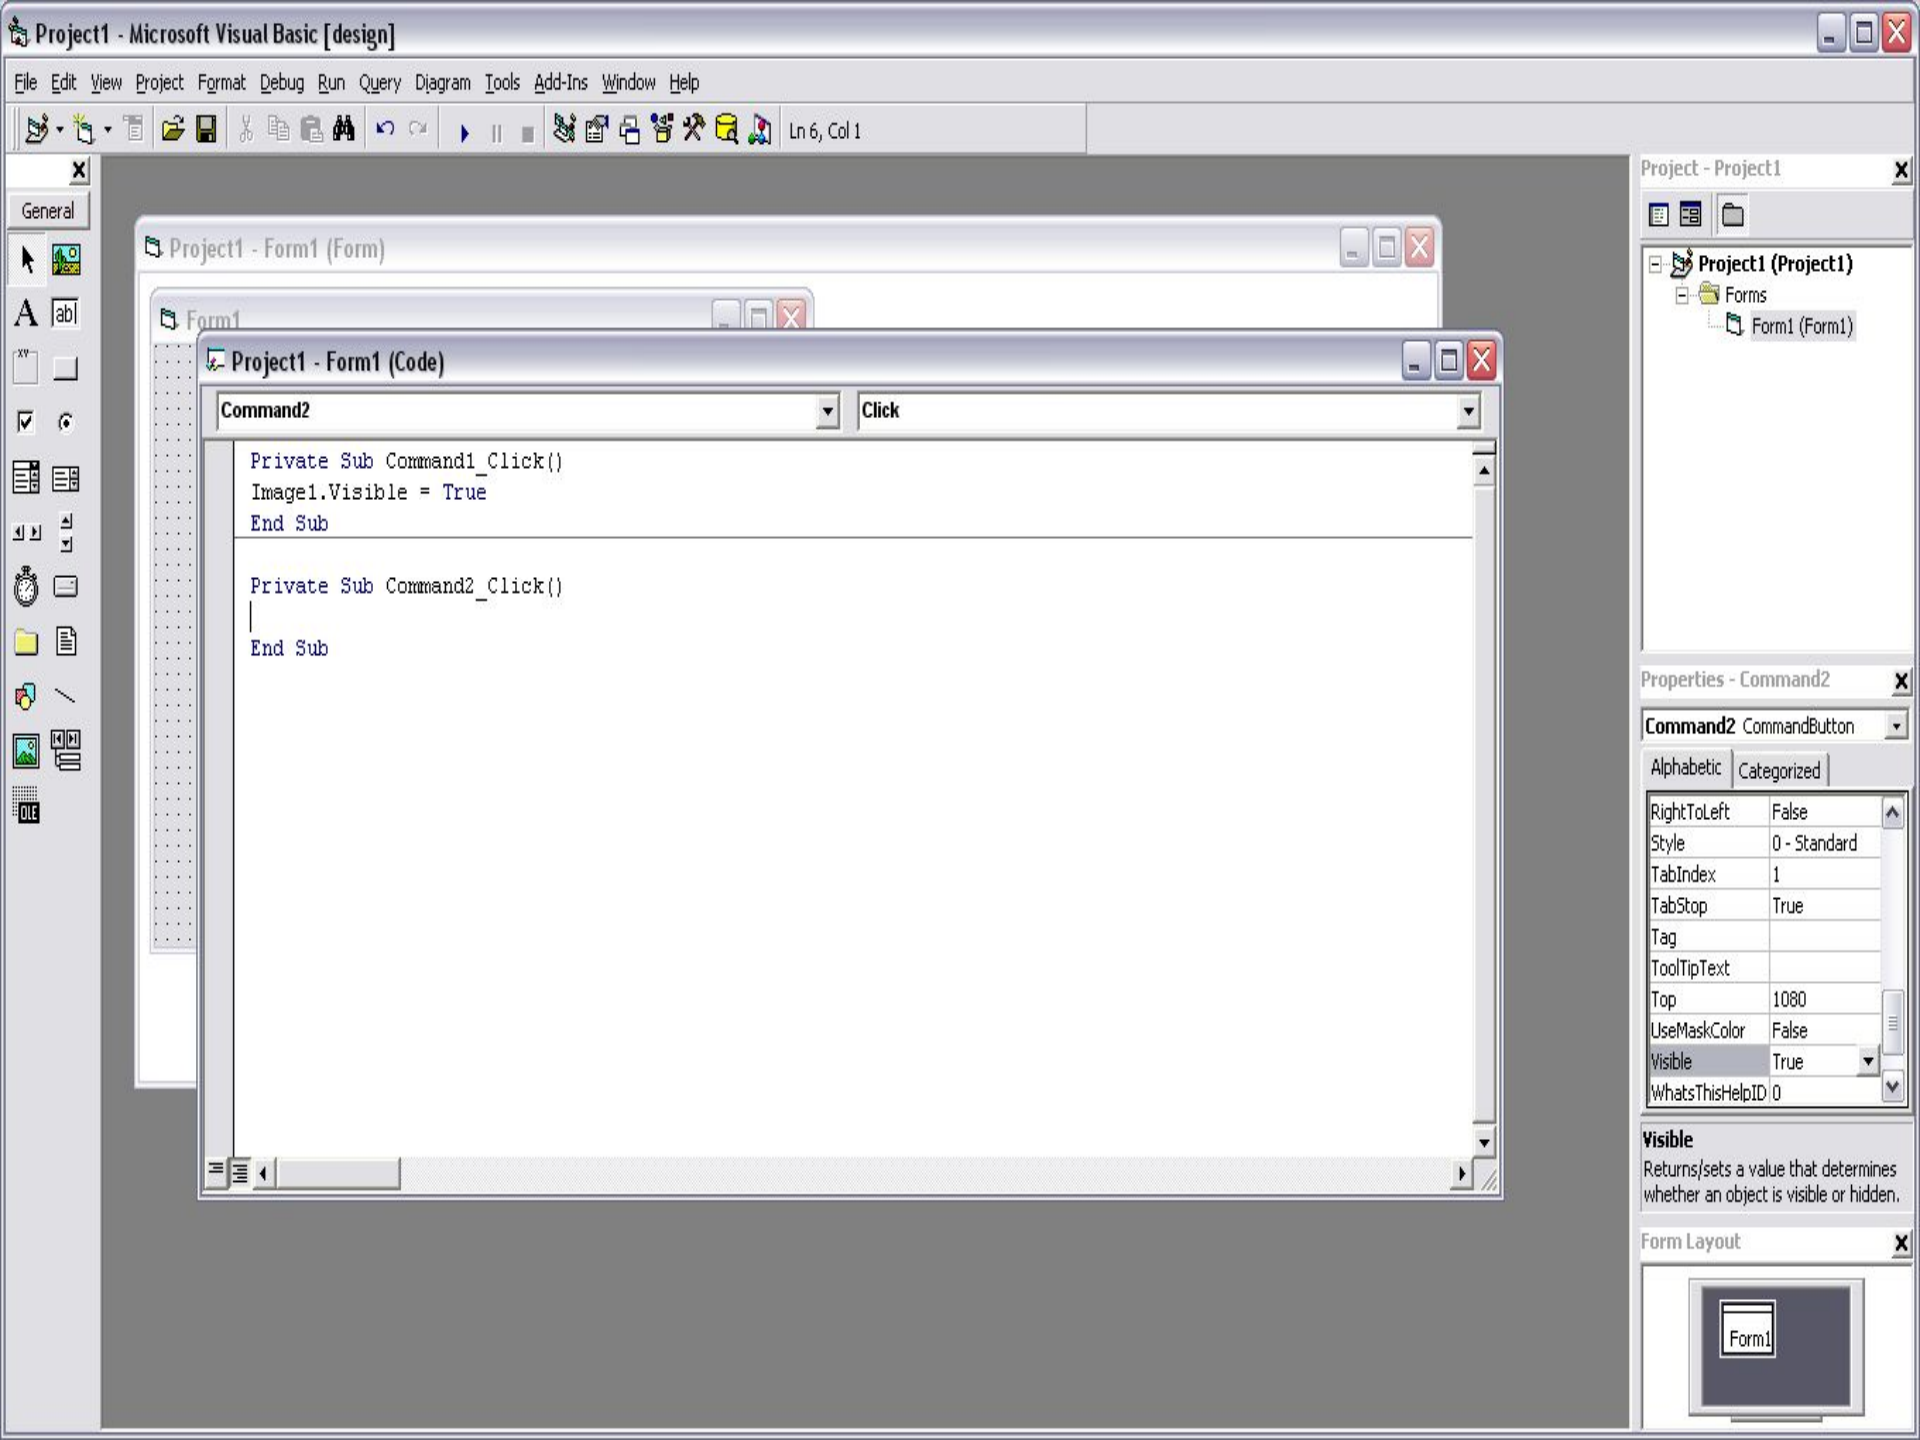 Project1 - Microsoft Visual Basic [design]
File Edit View Project Format Debug Run Query Diagram Tools Add-Ins Window Help
Ln 6, Col 1
General
A
ab
XY
OLE
Project1 - Form1 (Form)
Form1
Project1 - Form1 (Code)
Command2
Click
Private Sub Command1_Click()
Image1.Visible = True
End Sub
Private Sub Command2_Click()
End Sub
Project - Project1
Project1 (Project1)
Forms
Form1 (Form1)
Properties - Command2
Command2 CommandButton
Alphabetic Categorized
RightToLeft False
Style 0 - Standard
TabIndex 1
TabStop True
Tag
ToolTipText
Top 1080
UseMaskColor False
Visible True
WhatsThisHelpID 0
Visible
Returns/sets a value that determines
whether an object is visible or hidden.
Form Layout
Form1